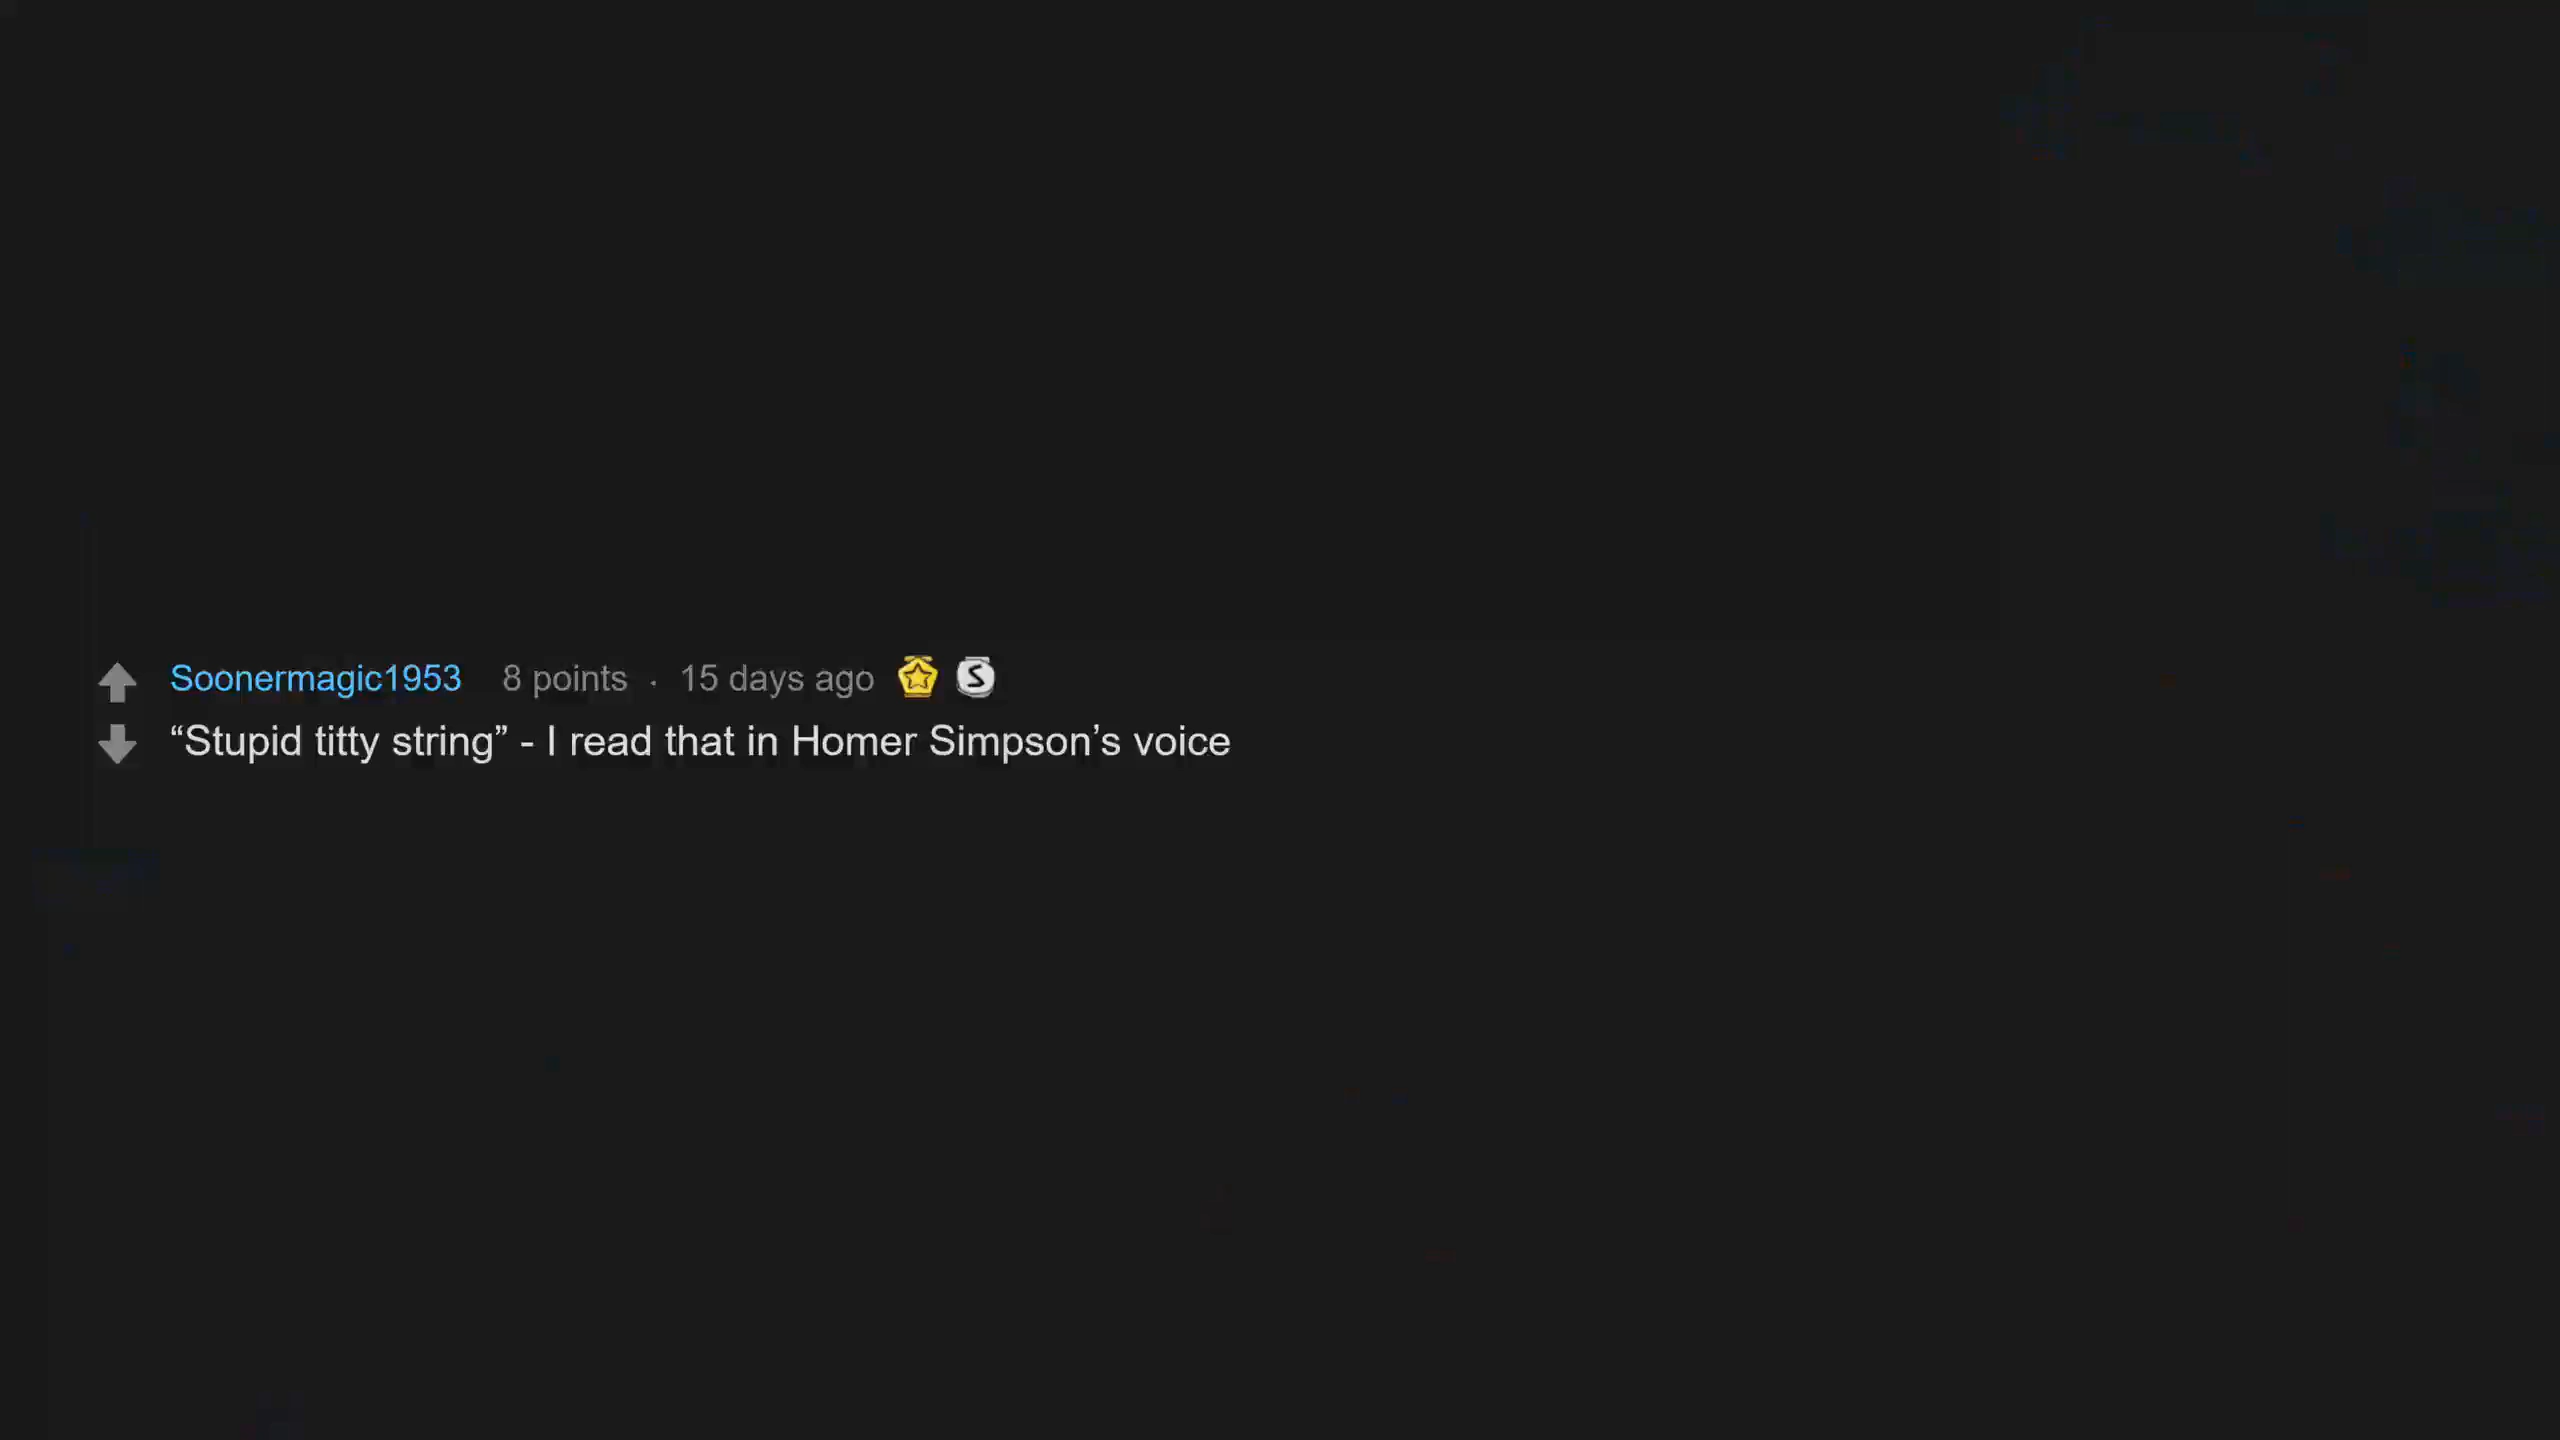 Soonermagic1953 8 points · 15 days ago
“Stupid titty string” - I read that in Homer Simpson’s voice